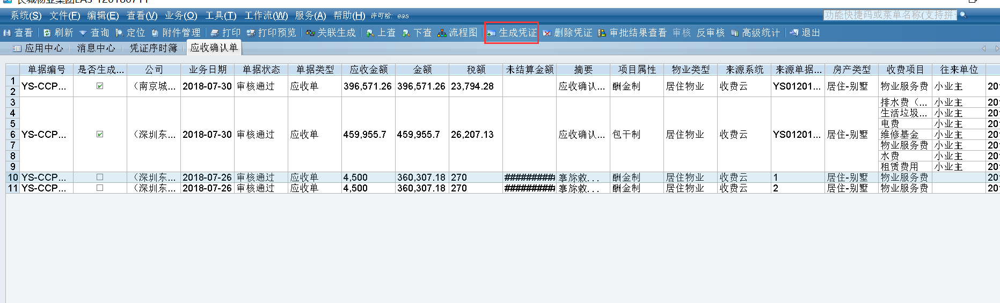 长城物业集团EAS-120180711
系统(S) 文件(F) 编辑(E) 查看(V) 业务(O) 工具(T) 工作流(W) 服务(A) 帮助(H) 许可给: eas 功能快捷码或菜单名称(支持拼
查看 刷新 查询 定位 附件管理 打印 打印预览 关联生成 上查 下查 流程图 生成凭证 删除凭证 审批结果查看 审核 反审核 高级统计 退出
应用中心 消息中心 凭证序时簿 应收确认单
单据编号 是否生成... 公司 业务日期 单据状态 单据类型 应收金额 金额 税额 未结算金额 摘要 项目属性 物业类型 来源系统 来源单据... 房产类型 收费项目 往来单位
1
2 YS-CCP... （南京城... 2018-07-30 审核通过 应收单 396,571.26 396,571.26 23,794.28 应收确认... 酬金制 居住物业 收费云 YS01201... 居住-别墅 物业服务费 小业主 20
3 排水费（... 小业主 20
4 生活垃圾... 小业主 20
5 电费 小业主 20
6 YS-CCP... （深圳东... 2018-07-30 审核通过 应收单 459,955.7 459,955.7 26,207.13 应收确认... 包干制 居住物业 收费云 YS01201... 居住-别墅 维修基金 小业主 20
7 物业服务费 小业主 20
8 水费 小业主 20
9 租赁费用 小业主 20
10 YS-CCP... （深圳东... 2018-07-26 审核通过 应收单 4,500 360,307.18 270 ######### 酬金制 居住物业 收费云 1 居住-别墅 物业服务费 20
11 YS-CCP... （深圳东... 2018-07-26 审核通过 应收单 4,500 360,307.18 270 ######### 酬金制 居住物业 收费云 2 居住-别墅 物业服务费 20